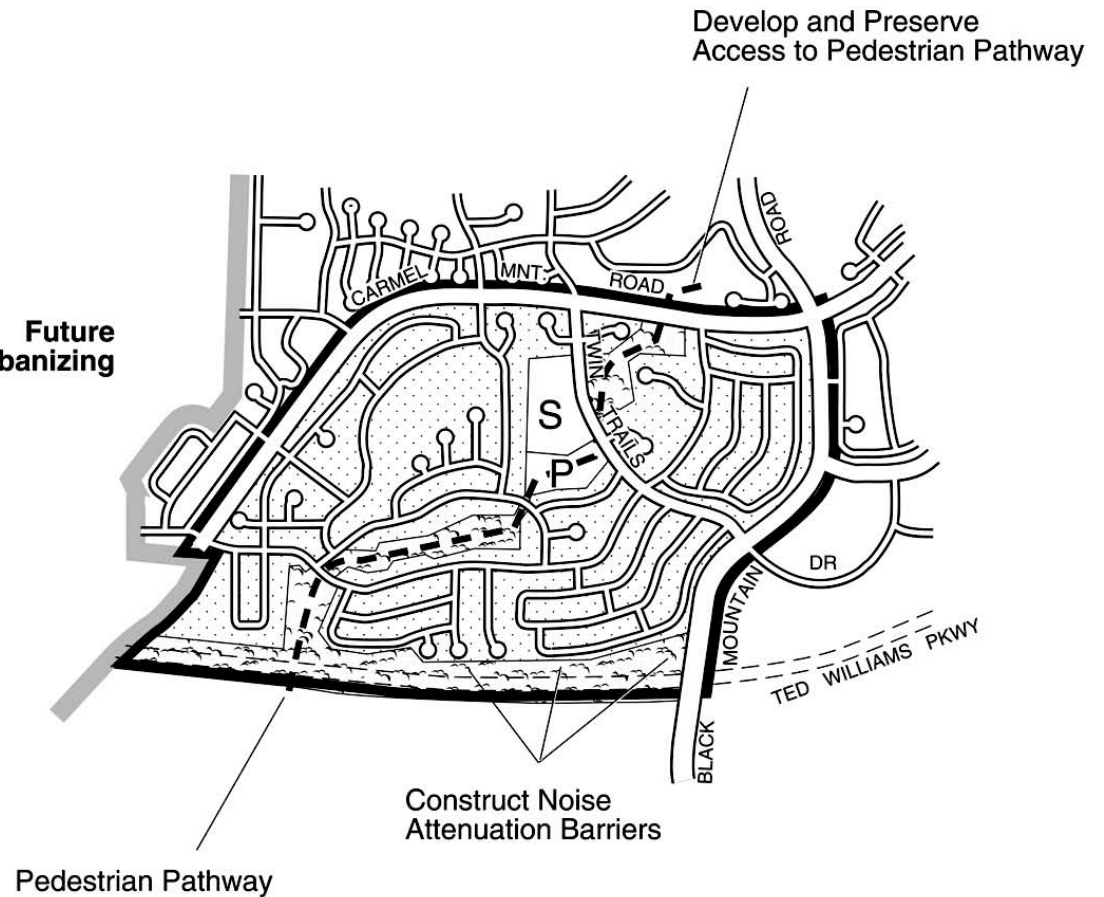 Develop and Preserve
Access to Pedestrian Pathway
ROAD
CARMEL MNT. ROAD
Future
banizing
TWIN TRAILS
S
P
DR
MOUNTAIN
TED WILLIAMS PKWY
BLACK
Construct Noise
Attenuation Barriers
Pedestrian Pathway